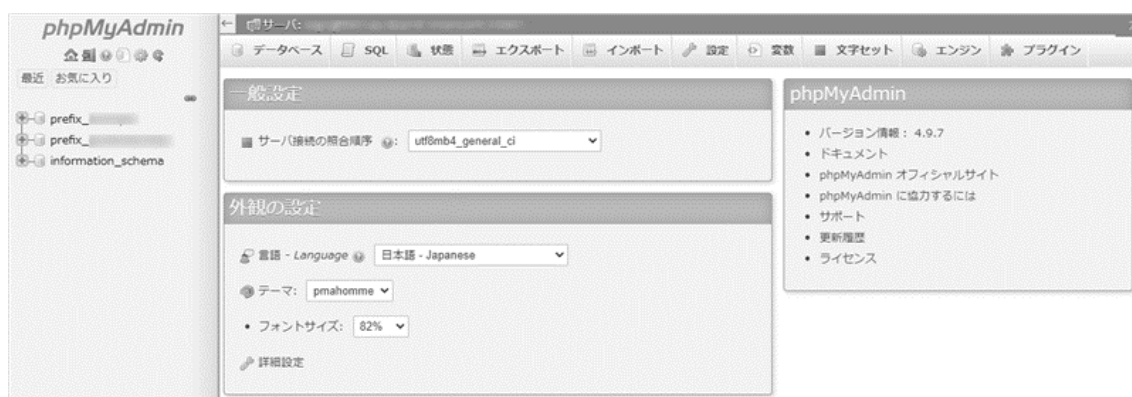 phpMyAdmin
最近 お気に入り
prefix_
prefix_
information_schema
サーバ:
データベース SQL 状態 エクスポート インポート 設定 変数 文字セット エンジン プラグイン
一般設定
サーバ接続の照合順序 : utf8mb4_general_ci
外観の設定
言語 - Language 日本語 - Japanese
テーマ: pmahomme
フォントサイズ: 82%
詳細設定
phpMyAdmin
バージョン情報: 4.9.7
ドキュメント
phpMyAdmin オフィシャルサイト
phpMyAdmin に協力するには
サポート
更新履歴
ライセンス